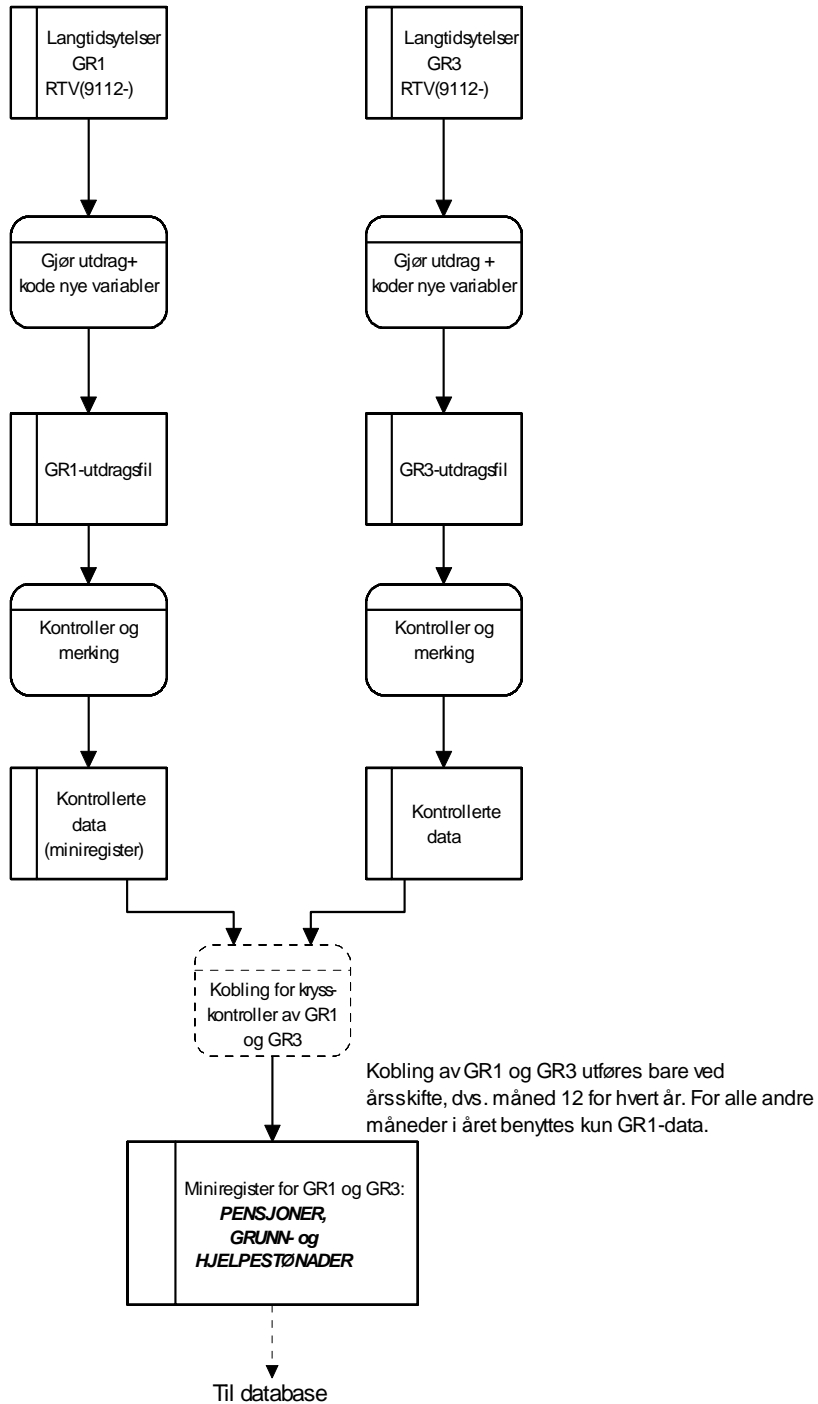 Langtidsytelser
GR1
RTV(9112-)
Langtidsytelser
GR3
RTV(9112-)
Gjør utdrag+
kode nye variabler
Gjør utdrag +
koder nye variabler
GR1-utdragsfil
GR3-utdragsfil
Kontroller og
merking
Kontroller og
merking
Kontrollerte
data
(miniregister)
Kontrollerte
data
Kobling for kryss-
kontroller av GR1
og GR3
Kobling av GR1 og GR3 utføres bare ved
årsskifte, dvs. måned 12 for hvert år. For alle andre
måneder i året benyttes kun GR1-data.
Miniregister for GR1 og GR3:
PENSJONER,
GRUNN- og
HJELPESTØNADER
Til database